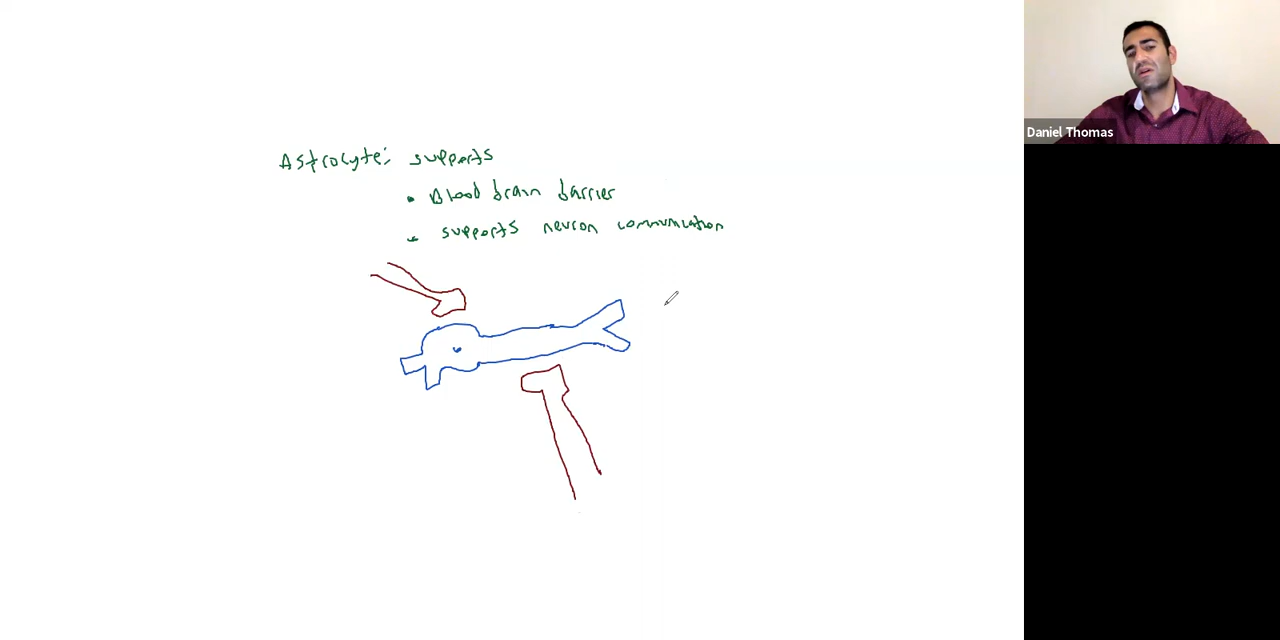 Astrocyte: supports
• Blood brain barrier
• supports neuron communication
Daniel Thomas